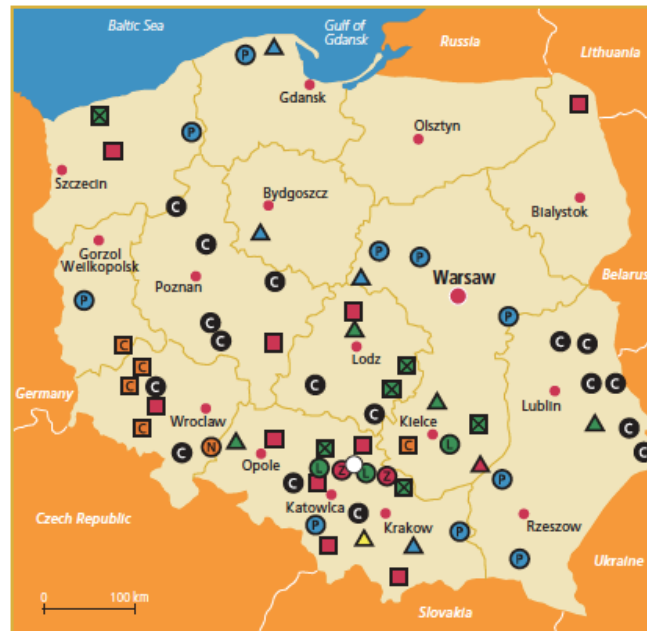 Baltic Sea
Gulf of
Gdansk
Russia
Lithuania
P
P
Gdansk
Olsztyn
Szczecin
C
Bydgoszcz
Bialystok
Gorzol
Weilkopolsk
C
P
P
Warsaw
Belarus
Poznan
C
P
P
C
C
C
C
C
C
Lodz
C
C
C
C
C
C
Germany
Wroclaw
Lublin
C
Kielce
C
C
C
N
C
L
C
Opole
L
Z
L
Z
C
P
Katowlca
C
Krakow
Rzeszow
P
P
P
Czech Republic
Ukraine
0
100 km
Slovakia